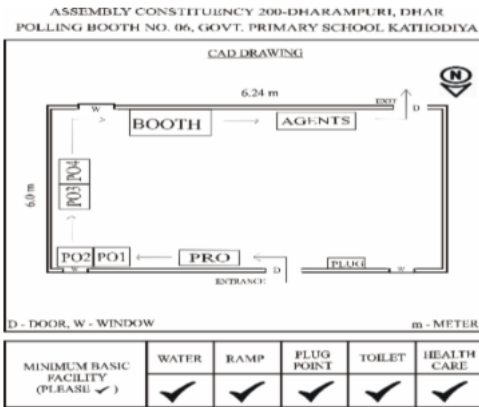 ASSEMBLY CONSTITUENCY 200-DHARAMPURI, DHAR
POLLING BOOTH NO. 06, GOVT. PRIMARY SCHOOL KATHODIYA
CAD DRAWING
N
6.24 m
W
EXIT
D
BOOTH
AGENTS
6.0 m
PO4
PO3
PO2 PO1
PRO
PLUG
W
D
W
ENTRANCE
D - DOOR, W - WINDOW
m - METER
MINIMUM BASIC FACILITY (PLEASE ✓ )
WATER
RAMP
PLUG POINT
TOILET
HEALTH CARE
✓ ✓ ✓ ✓ ✓